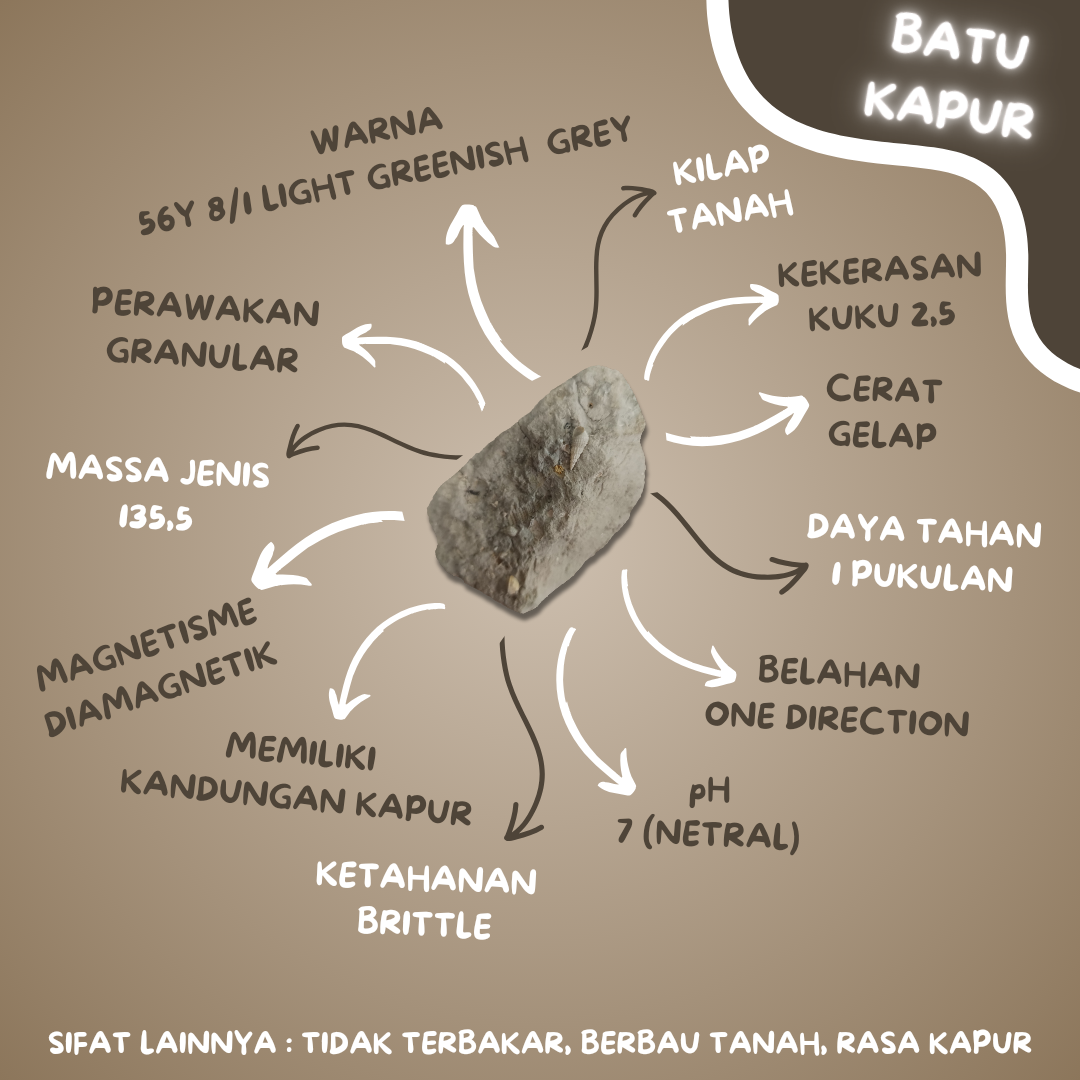 BATU
KAPUR
WARNA
56Y 8/1 LIGHT GREENISH GREY
KILAP
TANAH
KEKERASAN
KUKU 2,5
PERAWAKAN
GRANULAR
CERAT
GELAP
MASSA JENIS
135,5
DAYA TAHAN
1 PUKULAN
MAGNETISME
DIAMAGNETIK
BELAHAN
ONE DIRECTION
MEMILIKI
KANDUNGAN KAPUR
pH
7 (NETRAL)
KETAHANAN
BRITTLE
SIFAT LAINNYA : TIDAK TERBAKAR, BERBAU TANAH, RASA KAPUR